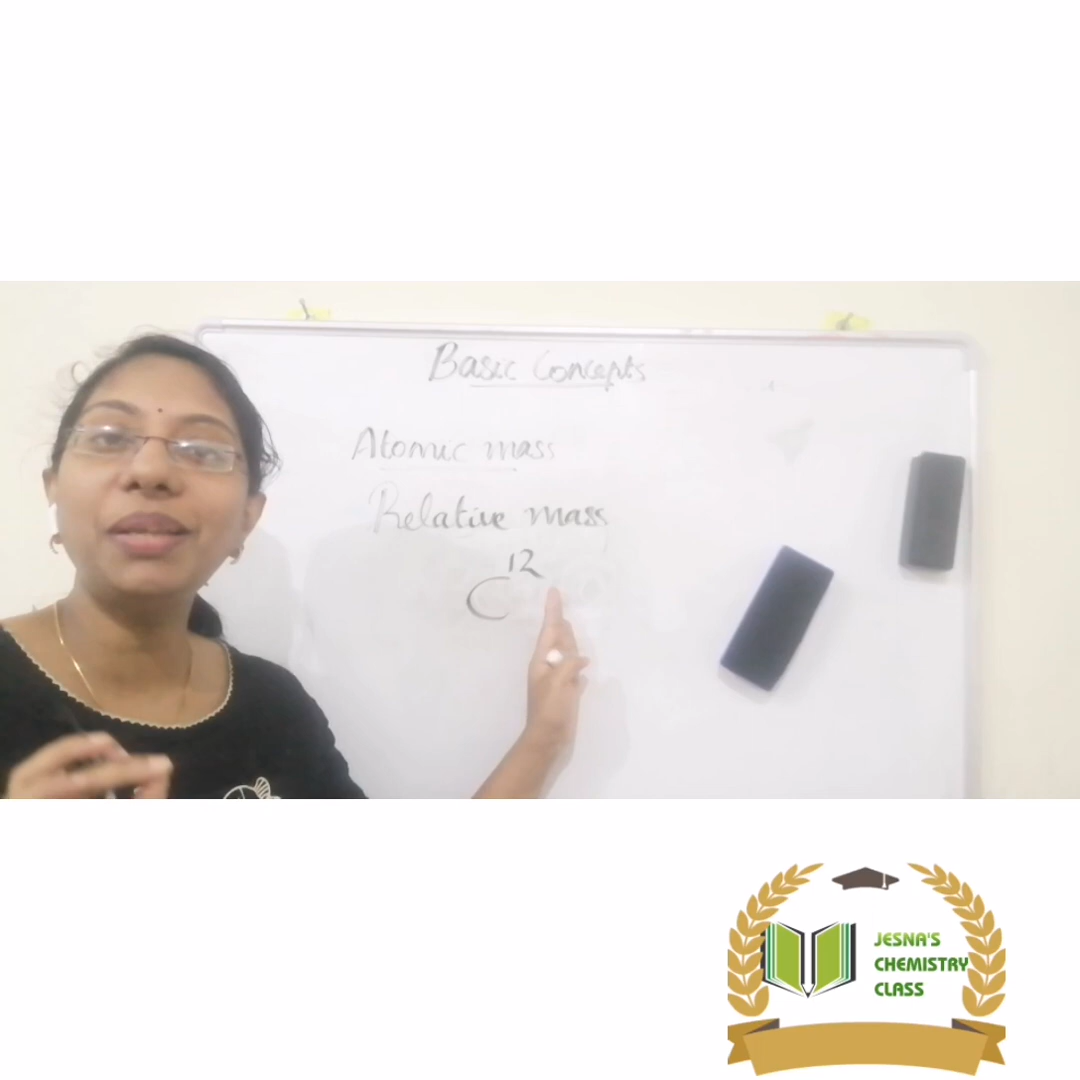 Basic Concepts
Atomic mass
Relative mass
C12
JESNA'S
CHEMISTRY
CLASS